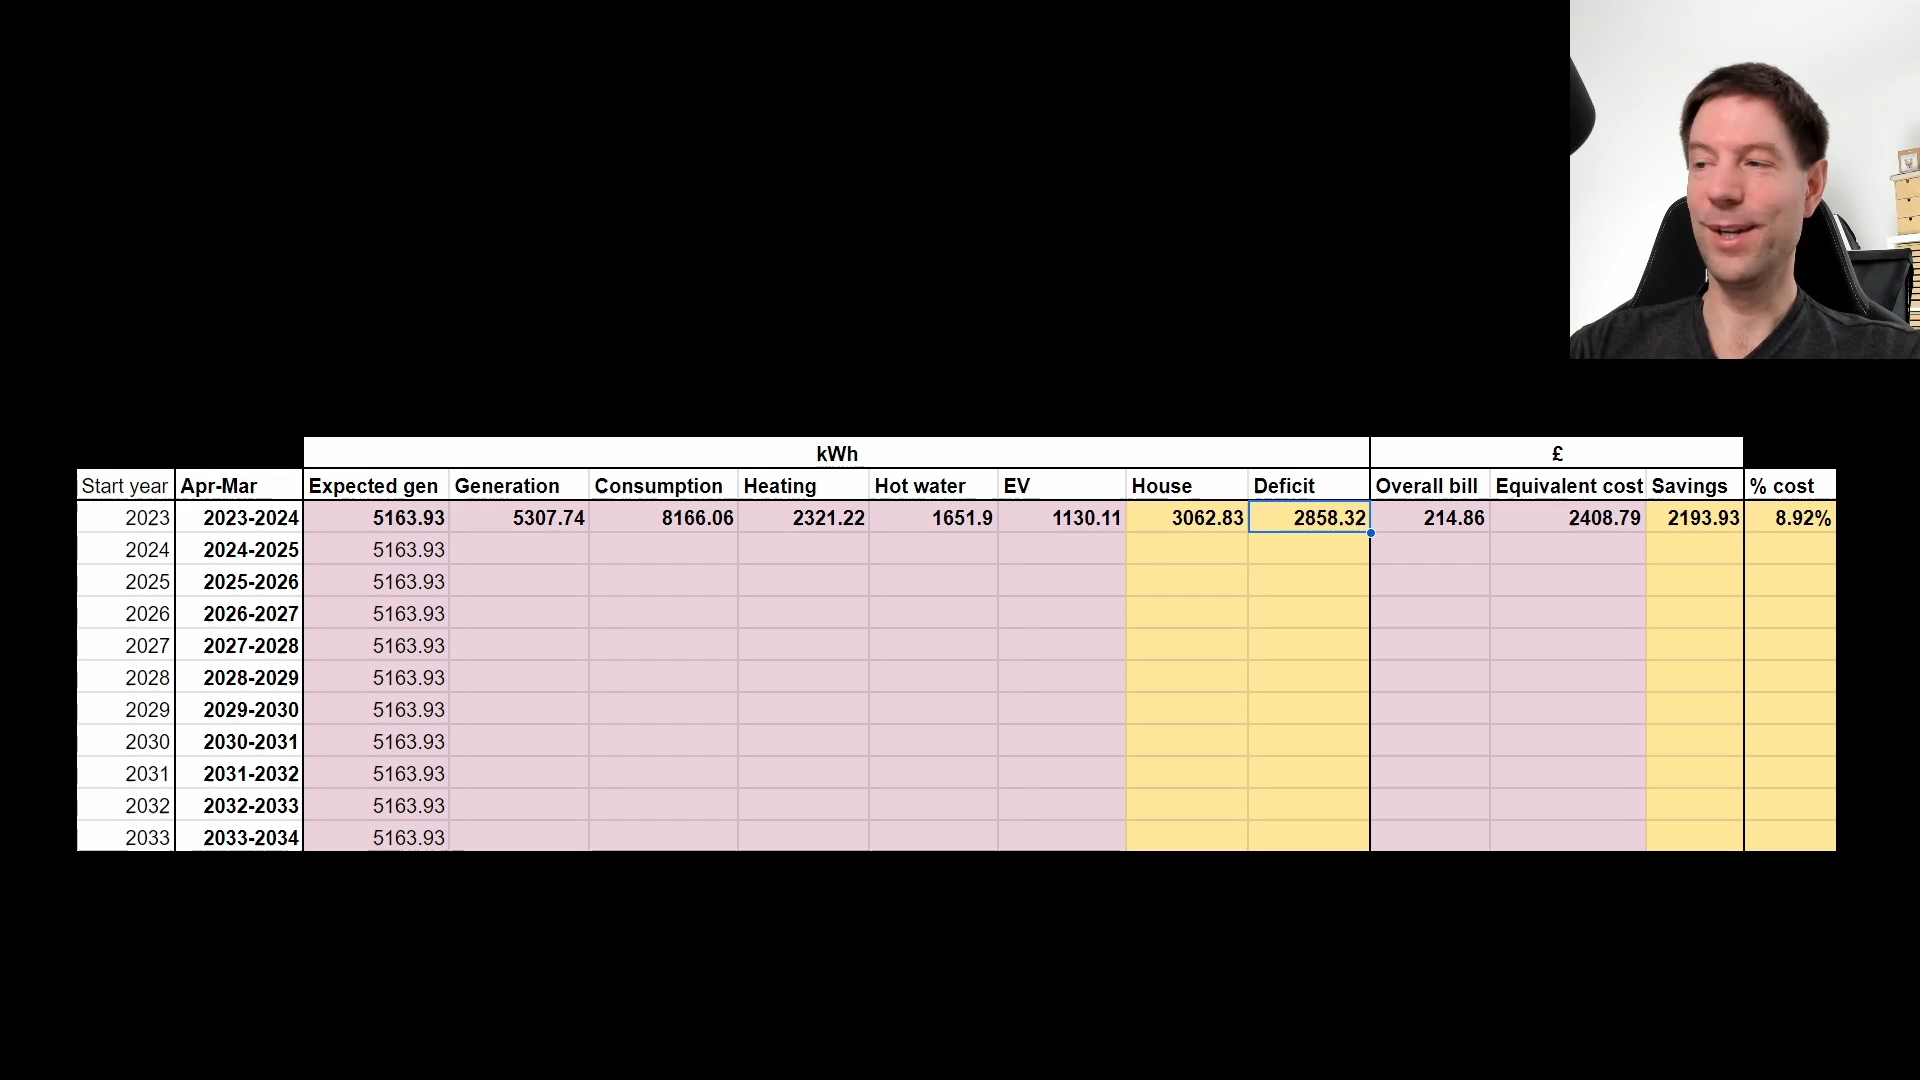 kWh £
Start year Apr-Mar Expected gen Generation Consumption Heating Hot water EV House Deficit Overall bill Equivalent cost Savings % cost
2023 2023-2024 5163.93 5307.74 8166.06 2321.22 1651.9 1130.11 3062.83 2858.32 214.86 2408.79 2193.93 8.92%
2024 2024-2025 5163.93
2025 2025-2026 5163.93
2026 2026-2027 5163.93
2027 2027-2028 5163.93
2028 2028-2029 5163.93
2029 2029-2030 5163.93
2030 2030-2031 5163.93
2031 2031-2032 5163.93
2032 2032-2033 5163.93
2033 2033-2034 5163.93